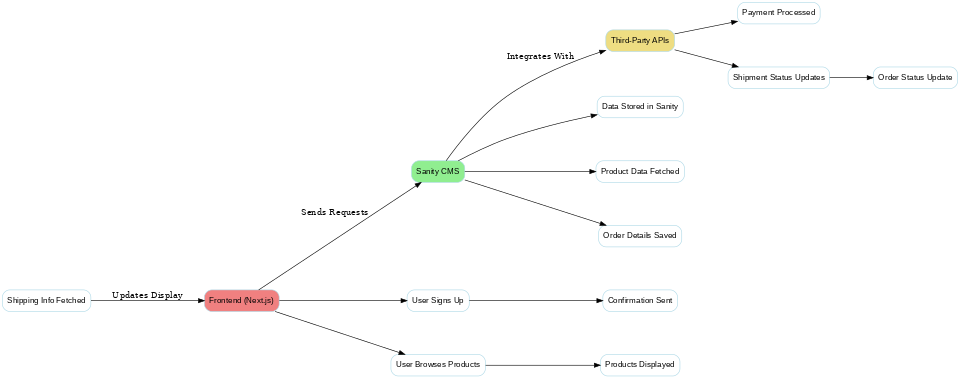 Payment Processed
Third-Party APIs
Integrates With
Shipment Status Updates
Order Status Update
Data Stored in Sanity
Sanity CMS
Product Data Fetched
Sends Requests
Order Details Saved
Shipping Info Fetched
Updates Display
Frontend (Next.js)
User Signs Up
Confirmation Sent
User Browses Products
Products Displayed